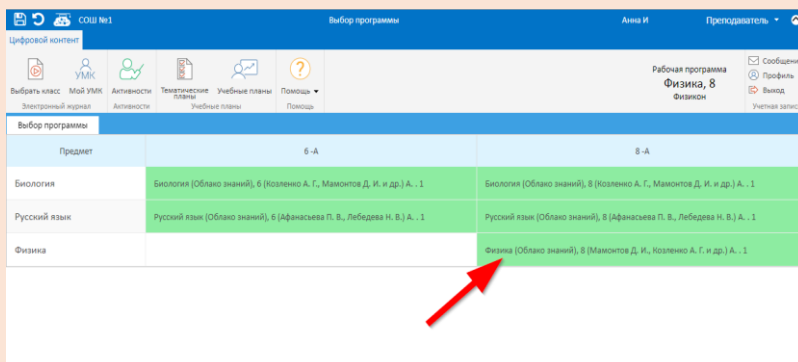 СОШ №1 Выбор программы Анна И Преподаватель
Цифровой контент
Выбрать класс Мой УМК Активности Тематические планы Учебные планы Помощь
Электронный журнал Активности Учебные планы Помощь
УМК
Рабочая программа
Физика, 8
Физикон
Сообщени
Профиль
Выход
Учетная запис
Выбор программы
Предмет 6 -А 8 -А
Биология Биология (Облако знаний), 6 (Козленко А. Г., Мамонтов Д. И. и др.) А. . 1 Биология (Облако знаний), 8 (Козленко А. Г., Мамонтов Д. И. и др.) А. . 1
Русский язык Русский язык (Облако знаний), 6 (Афанасьева П. В., Лебедева Н. В.) А. . 1 Русский язык (Облако знаний), 8 (Афанасьева П. В., Лебедева Н. В.) А. . 1
Физика Физика (Облако знаний), 8 (Мамонтов Д. И., Козленко А. Г. и др.) А. . 1